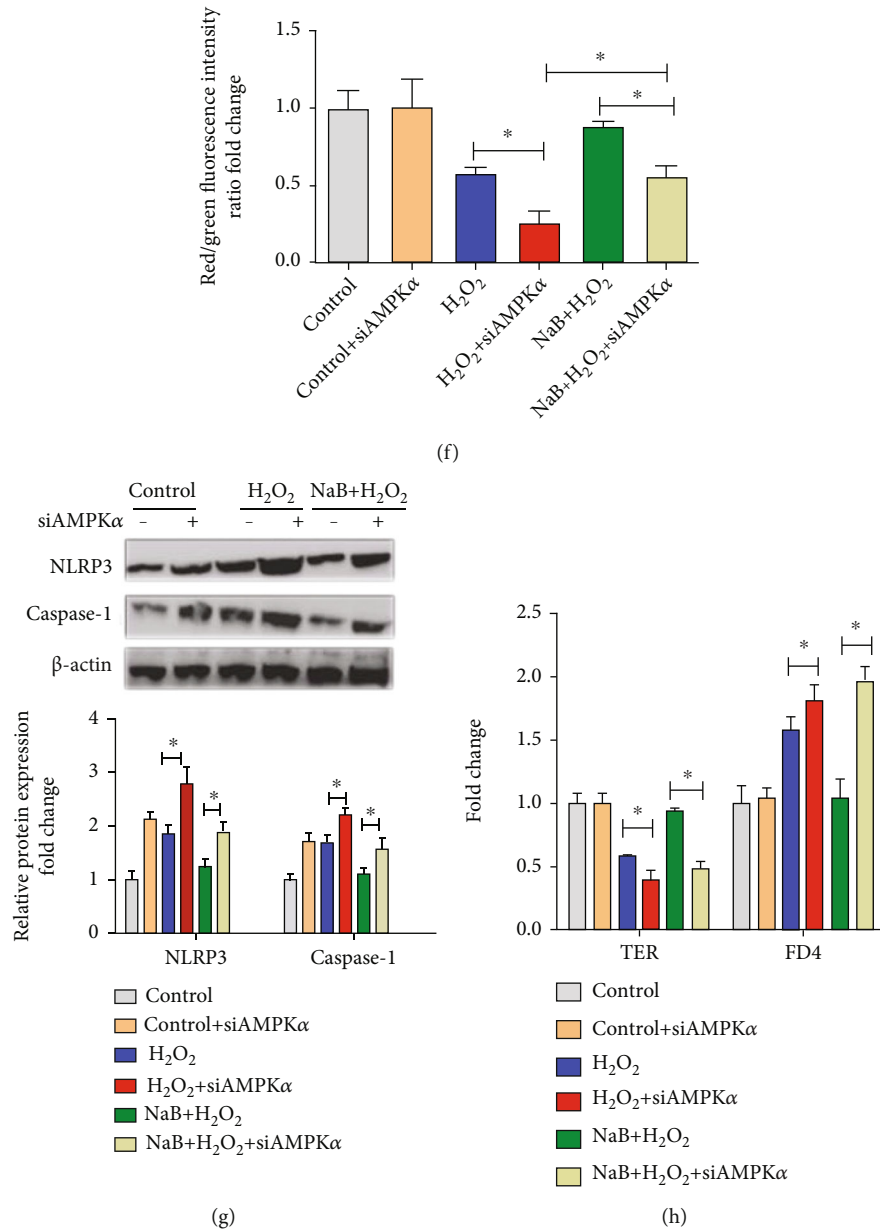 1.5
1.0
0.5
0.0
Red/green fluorescence intensity
ratio fold change
*
*
*
*
Control
Control+siAMPKα
H₂O₂
H₂O₂+siAMPKα
NaB+H₂O₂
NaB+H₂O₂+siAMPKα
(f)
Control H₂O₂ NaB+H₂O₂
siAMPKα – + – + – +
NLRP3
Caspase-1
β-actin
4
3
2
1
0
Relative protein expression
fold change
*
*
*
*
NLRP3 Caspase-1
Control
Control+siAMPKα
H₂O₂
H₂O₂+siAMPKα
NaB+H₂O₂
NaB+H₂O₂+siAMPKα
(g)
2.5
2.0
1.5
1.0
0.5
0.0
Fold change
*
*
*
*
TER FD4
Control
Control+siAMPKα
H₂O₂
H₂O₂+siAMPKα
NaB+H₂O₂
NaB+H₂O₂+siAMPKα
(h)